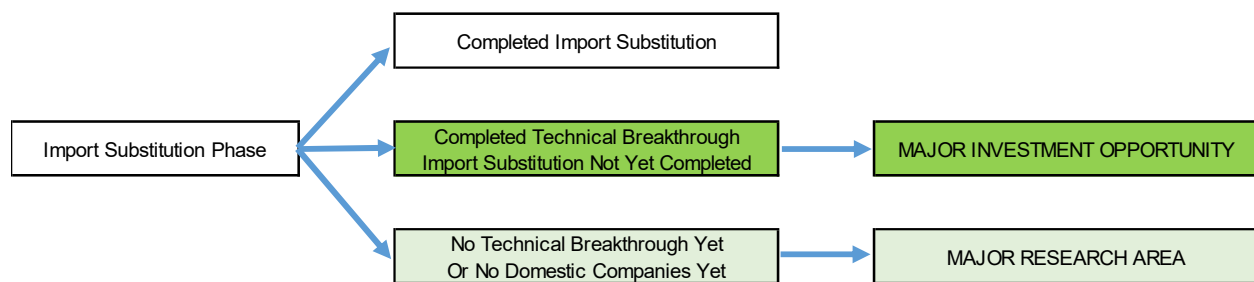 Completed Import Substitution
Import Substitution Phase
Completed Technical Breakthrough
Import Substitution Not Yet Completed
MAJOR INVESTMENT OPPORTUNITY
No Technical Breakthrough Yet
Or No Domestic Companies Yet
MAJOR RESEARCH AREA